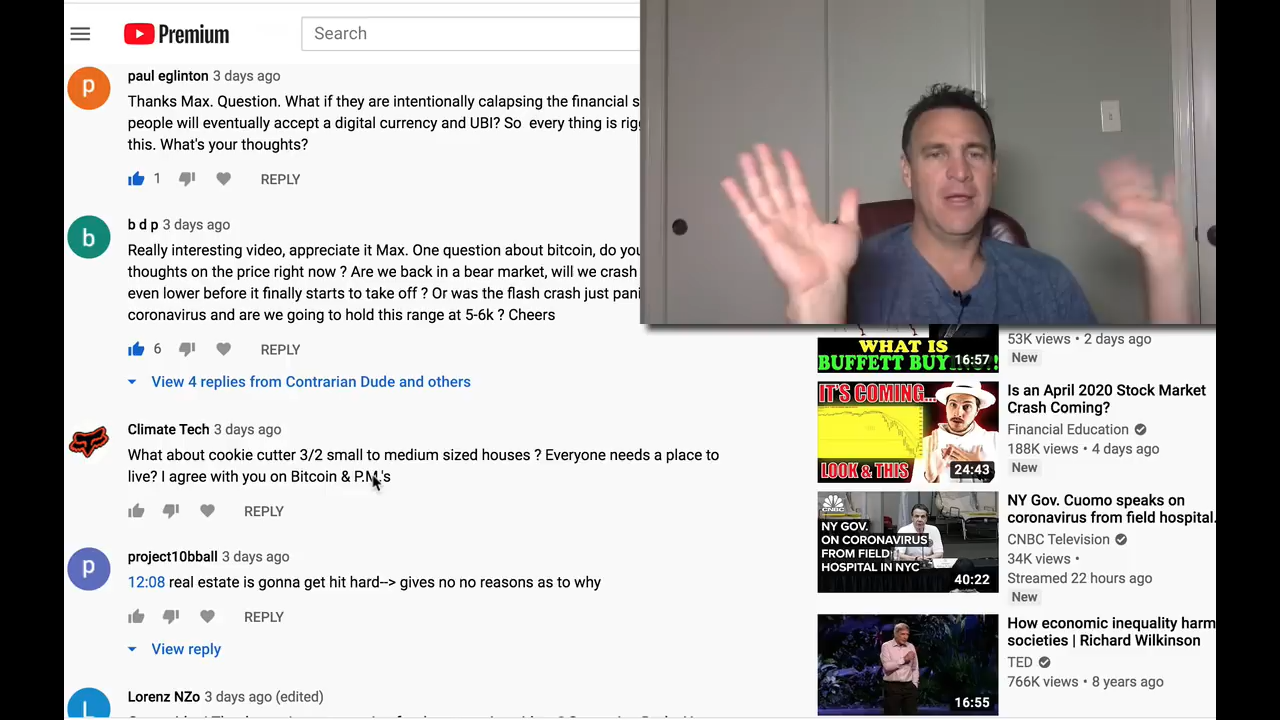 Premium
Search
paul eglinton 3 days ago
Thanks Max. Question. What if they are intentionally calapsing the financial s
people will eventually accept a digital currency and UBI? So every thing is rigg
this. What's your thoughts?
1
REPLY
b d p 3 days ago
Really interesting video, appreciate it Max. One question about bitcoin, do you
thoughts on the price right now ? Are we back in a bear market, will we crash
even lower before it finally starts to take off ? Or was the flash crash just pani
coronavirus and are we going to hold this range at 5-6k ? Cheers
6
REPLY
View 4 replies from Contrarian Dude and others
Climate Tech 3 days ago
What about cookie cutter 3/2 small to medium sized houses ? Everyone needs a place to
live? I agree with you on Bitcoin & P.M.'s
REPLY
project10bball 3 days ago
12:08 real estate is gonna get hit hard--> gives no no reasons as to why
REPLY
View reply
Lorenz NZo 3 days ago (edited)
WHAT IS
BUFFETT BUYING?!
16:57
53K views • 2 days ago
New
IT'S COMING...
LOOK & THIS
24:43
Is an April 2020 Stock Market
Crash Coming?
Financial Education
188K views • 4 days ago
New
CNBC
NY GOV.
ON CORONAVIRUS
FROM FIELD
HOSPITAL IN NYC
40:22
NY Gov. Cuomo speaks on
coronavirus from field hospital.
CNBC Television
34K views •
Streamed 22 hours ago
New
16:55
How economic inequality harm
societies | Richard Wilkinson
TED
766K views • 8 years ago
p
b
p
L